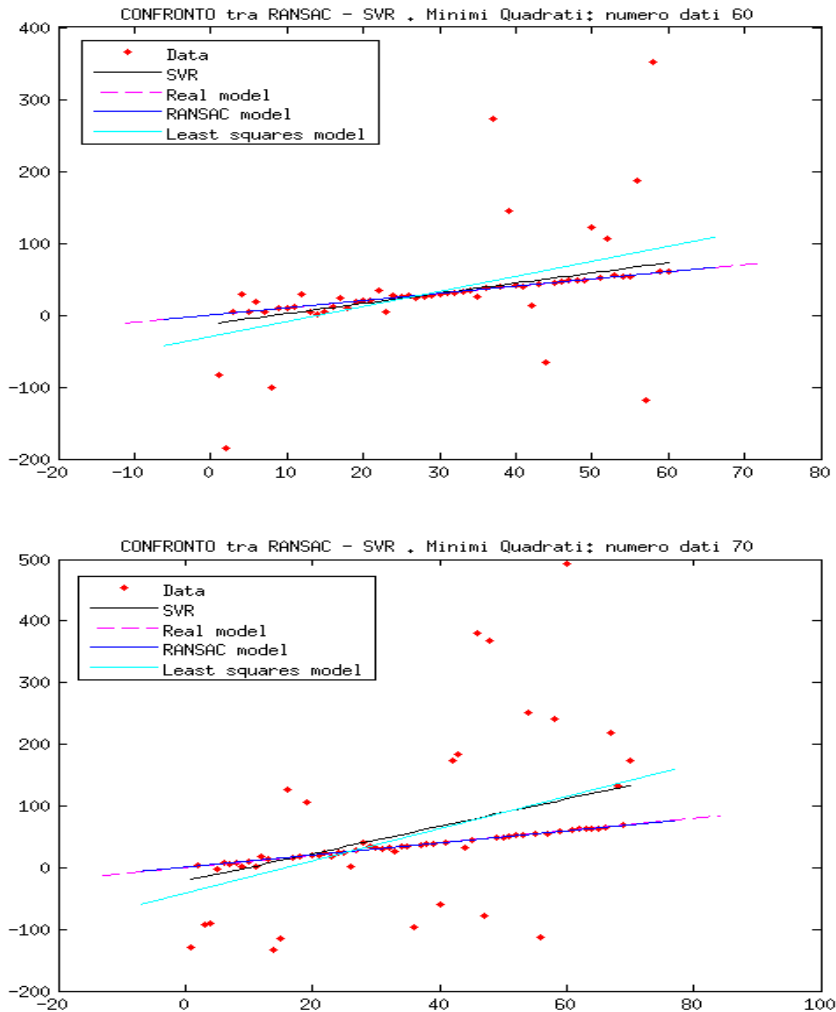 CONFRONTO tra RANSAC - SVR . Minimi Quadrati: numero dati 60
400
300
200
100
0
-100
-200
Data
SVR
Real model
RANSAC model
Least squares model
-20 -10 0 10 20 30 40 50 60 70 80
CONFRONTO tra RANSAC - SVR . Minimi Quadrati: numero dati 70
500
400
300
200
100
0
-100
-200
Data
SVR
Real model
RANSAC model
Least squares model
-20 0 20 40 60 80 100